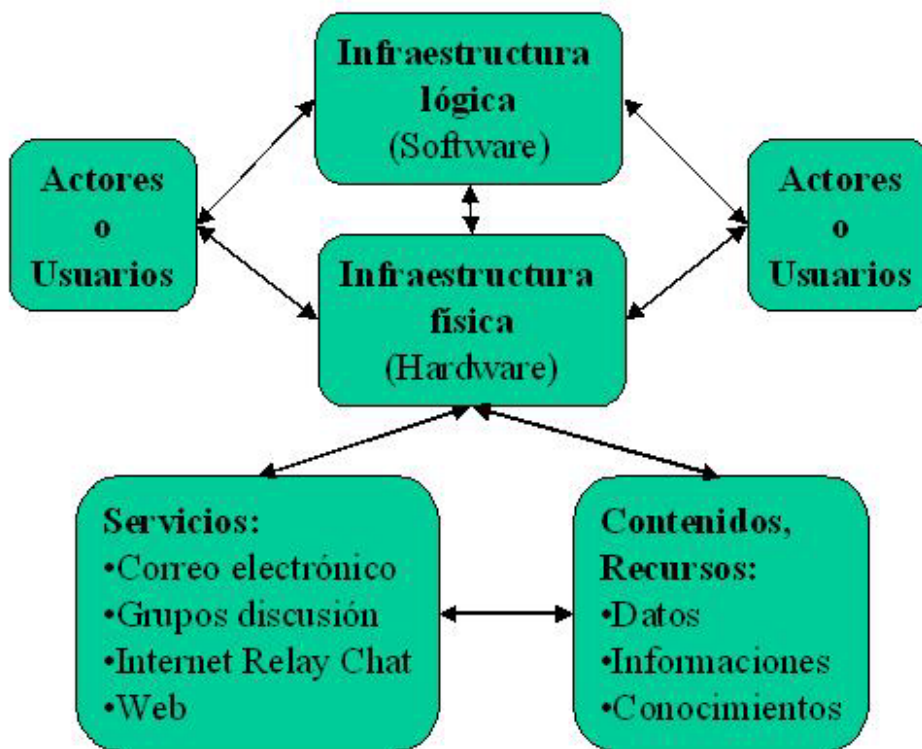 Infraestructura
lógica
(Software)
Actores
o
Usuarios
Actores
o
Usuarios
Infraestructura
física
(Hardware)
Servicios:
•Correo electrónico
•Grupos discusión
•Internet Relay Chat
•Web
Contenidos,
Recursos:
•Datos
•Informaciones
•Conocimientos